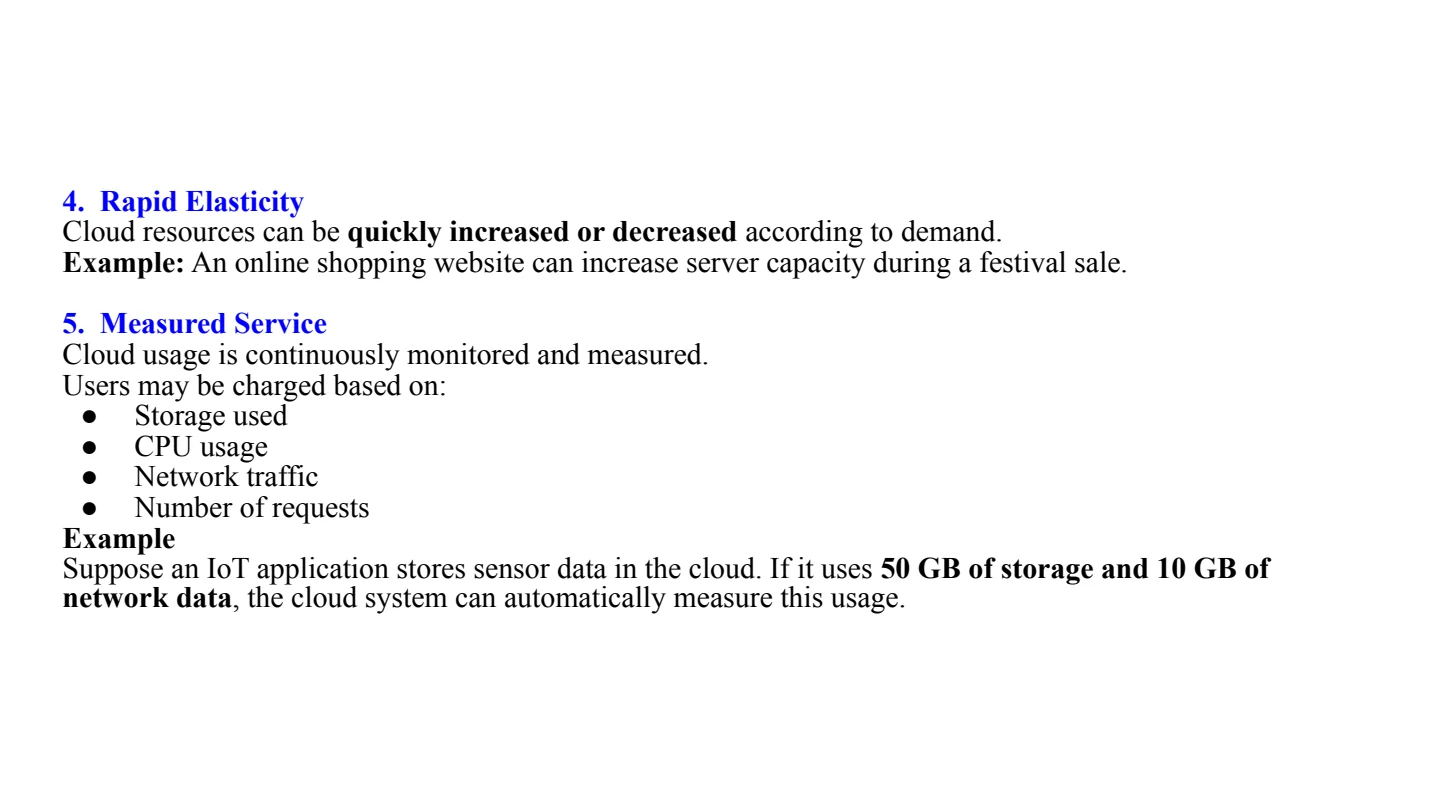 4. Rapid Elasticity
Cloud resources can be quickly increased or decreased according to demand.
Example: An online shopping website can increase server capacity during a festival sale.
5. Measured Service
Cloud usage is continuously monitored and measured.
Users may be charged based on:
● Storage used
● CPU usage
● Network traffic
● Number of requests
Example
Suppose an IoT application stores sensor data in the cloud. If it uses 50 GB of storage and 10 GB of
network data, the cloud system can automatically measure this usage.